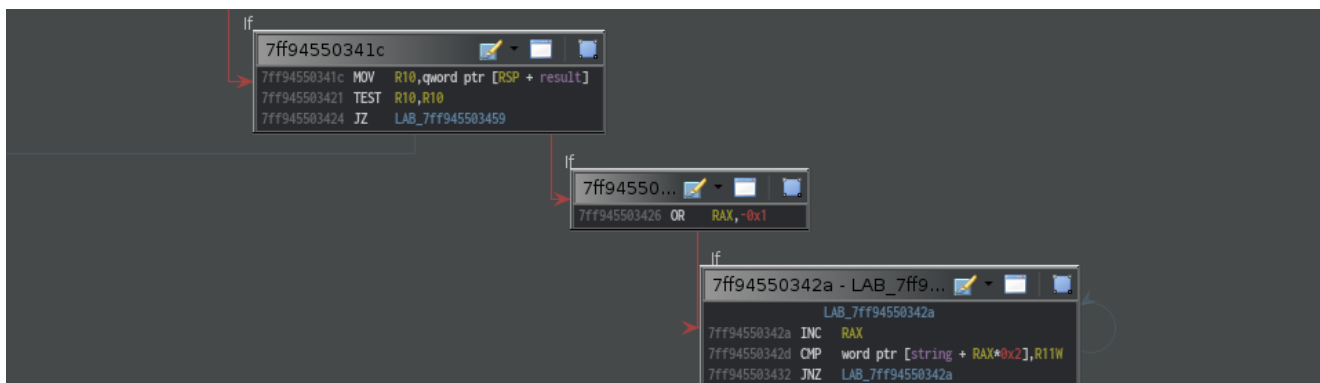 If
7ff94550341c
7ff94550341c MOV R10,qword ptr [RSP + result]
7ff945503421 TEST R10,R10
7ff945503424 JZ LAB_7ff945503459
If
7ff94550...
7ff945503426 OR RAX,-0x1
If
7ff94550342a - LAB_7ff9...
LAB_7ff94550342a
7ff94550342a INC RAX
7ff94550342d CMP word ptr [string + RAX*0x2],R11W
7ff945503432 JNZ LAB_7ff94550342a